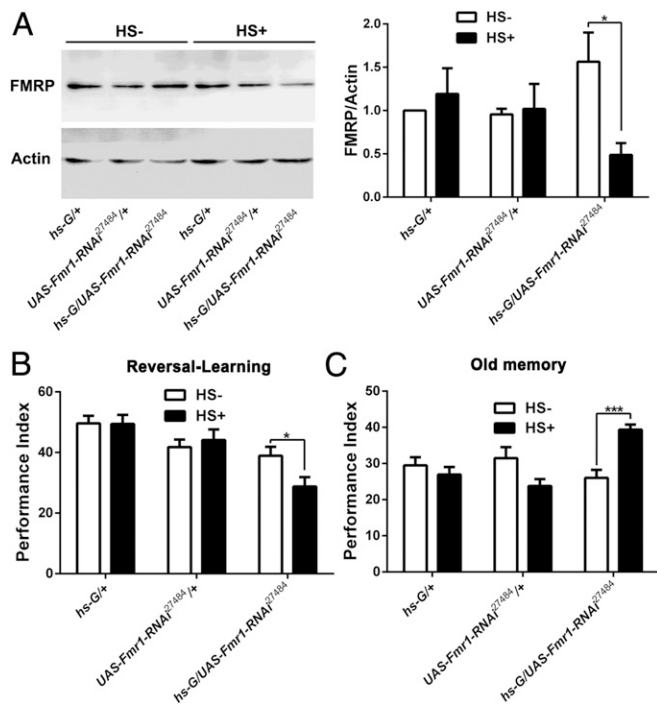 A
HS-
HS+
FMRP
Actin
hs-G/+
UAS-Fmr1-RNAi27484/+
hs-G/UAS-Fmr1-RNAi27484
hs-G/+
UAS-Fmr1-RNAi27484/+
hs-G/UAS-Fmr1-RNAi27484
HS-
HS+
*
FMRP/Actin
2.0
1.5
1.0
0.5
0.0
hs-G/+
UAS-Fmr1-RNAi27484/+
hs-G/UAS-Fmr1-RNAi27484
B
Reversal-Learning
HS-
HS+
*
Performance Index
60
40
20
0
hs-G/+
UAS-Fmr1-RNAi27484/+
hs-G/UAS-Fmr1-RNAi27484
C
Old memory
HS-
HS+
***
Performance Index
50
40
30
20
10
0
hs-G/+
UAS-Fmr1-RNAi27484/+
hs-G/UAS-Fmr1-RNAi27484